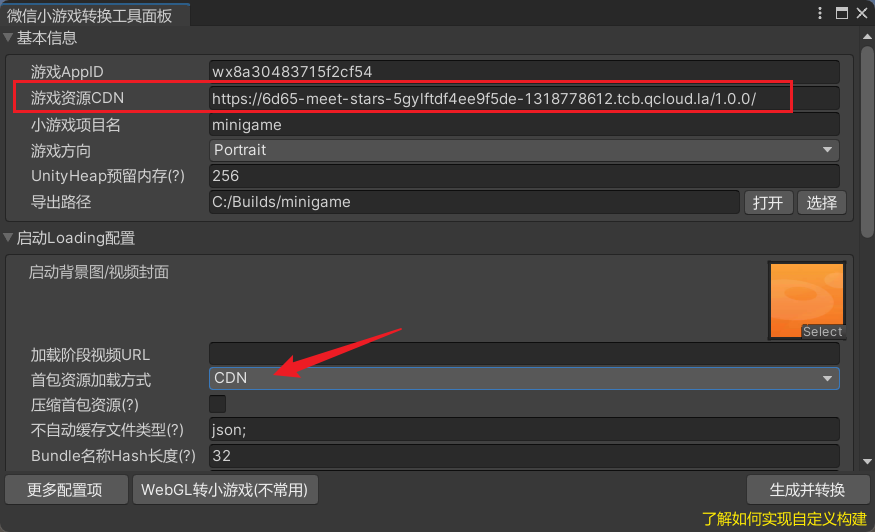 微信小游戏转换工具面板
基本信息
游戏AppID wx8a30483715f2cf54
游戏资源CDN https://6d65-meet-stars-5gylftdf4ee9f5de-1318778612.tcb.qcloud.la/1.0.0/
小游戏项目名 minigame
游戏方向 Portrait
UnityHeap预留内存(?) 256
导出路径 C:/Builds/minigame 打开 选择
启动Loading配置
启动背景图/视频封面
Select
加载阶段视频URL
首包资源加载方式 CDN
压缩首包资源(?)
不自动缓存文件类型(?) json;
Bundle名称Hash长度(?) 32
更多配置项 WebGL转小游戏(不常用) 生成并转换
了解如何实现自定义构建